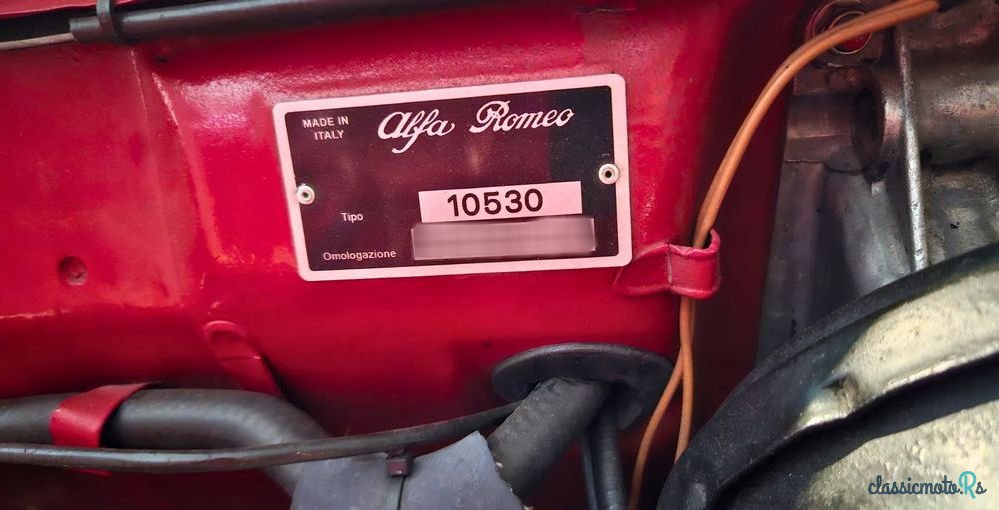 MADE IN
ITALY
Alfa Romeo
Tipo
10530
Omologazione
classicmoto.Rs